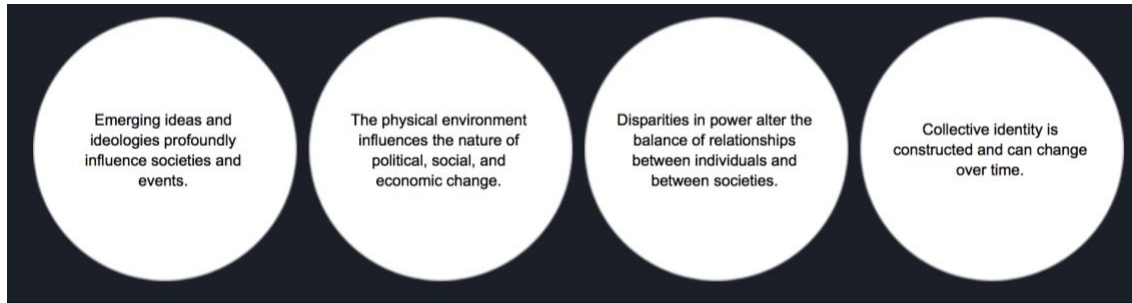 Emerging ideas and
ideologies profoundly
influence societies and
events.
The physical environment
influences the nature of
political, social, and
economic change.
Disparities in power alter the
balance of relationships
between individuals and
between societies.
Collective identity is
constructed and can change
over time.